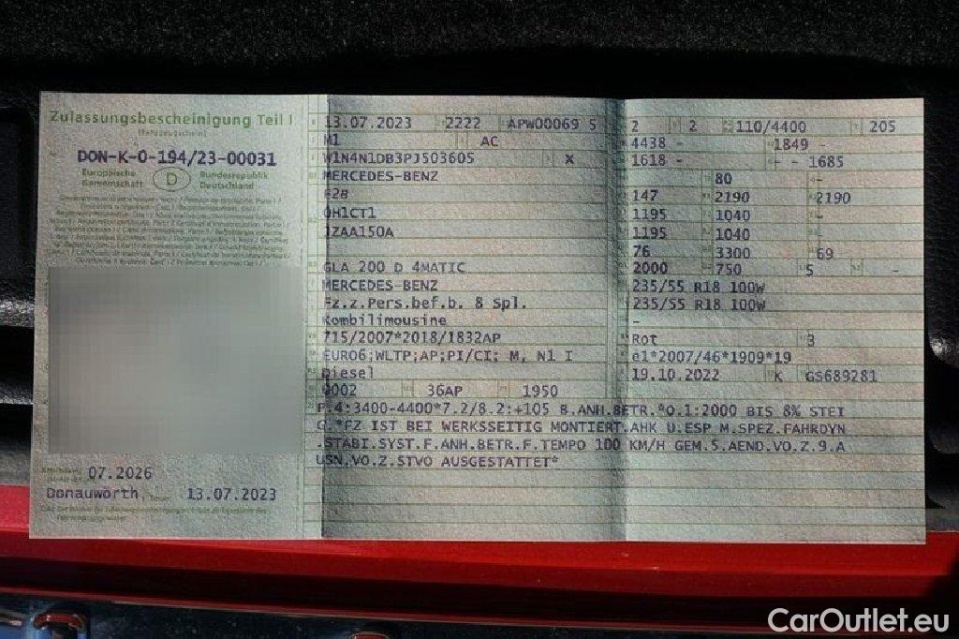 Zulassungsbescheinigung Teil I
(Fahrzeugschein)
DON-K-0-194/23-00031
Europäische Gemeinschaft
D
Bundesrepublik Deutschland
07.2026
Donauwörth, 13.07.2023
13.07.2023 2222 APW00069 5
M1 AC
W1N4N1DB3PJ503605 X
MERCEDES-BENZ
F2B
0H1CT1
1ZAA150A
GLA 200 D 4MATIC
MERCEDES-BENZ
Fz.z.Pers.bef.b. 8 Spl.
Kombilimousine
715/2007*2018/1832AP
EURO6;WLTP;AP;PI/CI; M, N1 I
Diesel
0002 36AP 1950
2 2 110/4400 205
4438 - 1849 -
1618 - - - 1685
80 -
147 2190 2190
1195 1040 -
1195 1040 -
76 3300 69
2000 750 5 -
235/55 R18 100W
235/55 R18 100W
-
Rot 3
e1*2007/46*1909*19
19.10.2022 K GS689281
P.4:3400-4400*7.2/8.2:+105 B.ANH.BETR.*O.1:2000 BIS 8% STEI
G.*FZ IST BEI WERKSSEITIG MONTIERT.AHK U.ESP M.SPEZ.FAHRDYN
.STABI.SYST.F.ANH.BETR.F.TEMPO 100 KM/H GEM.5.AEND.VO.Z.9.A
USN.VO.Z.STVO AUSGESTATTET*
CarOutlet.eu